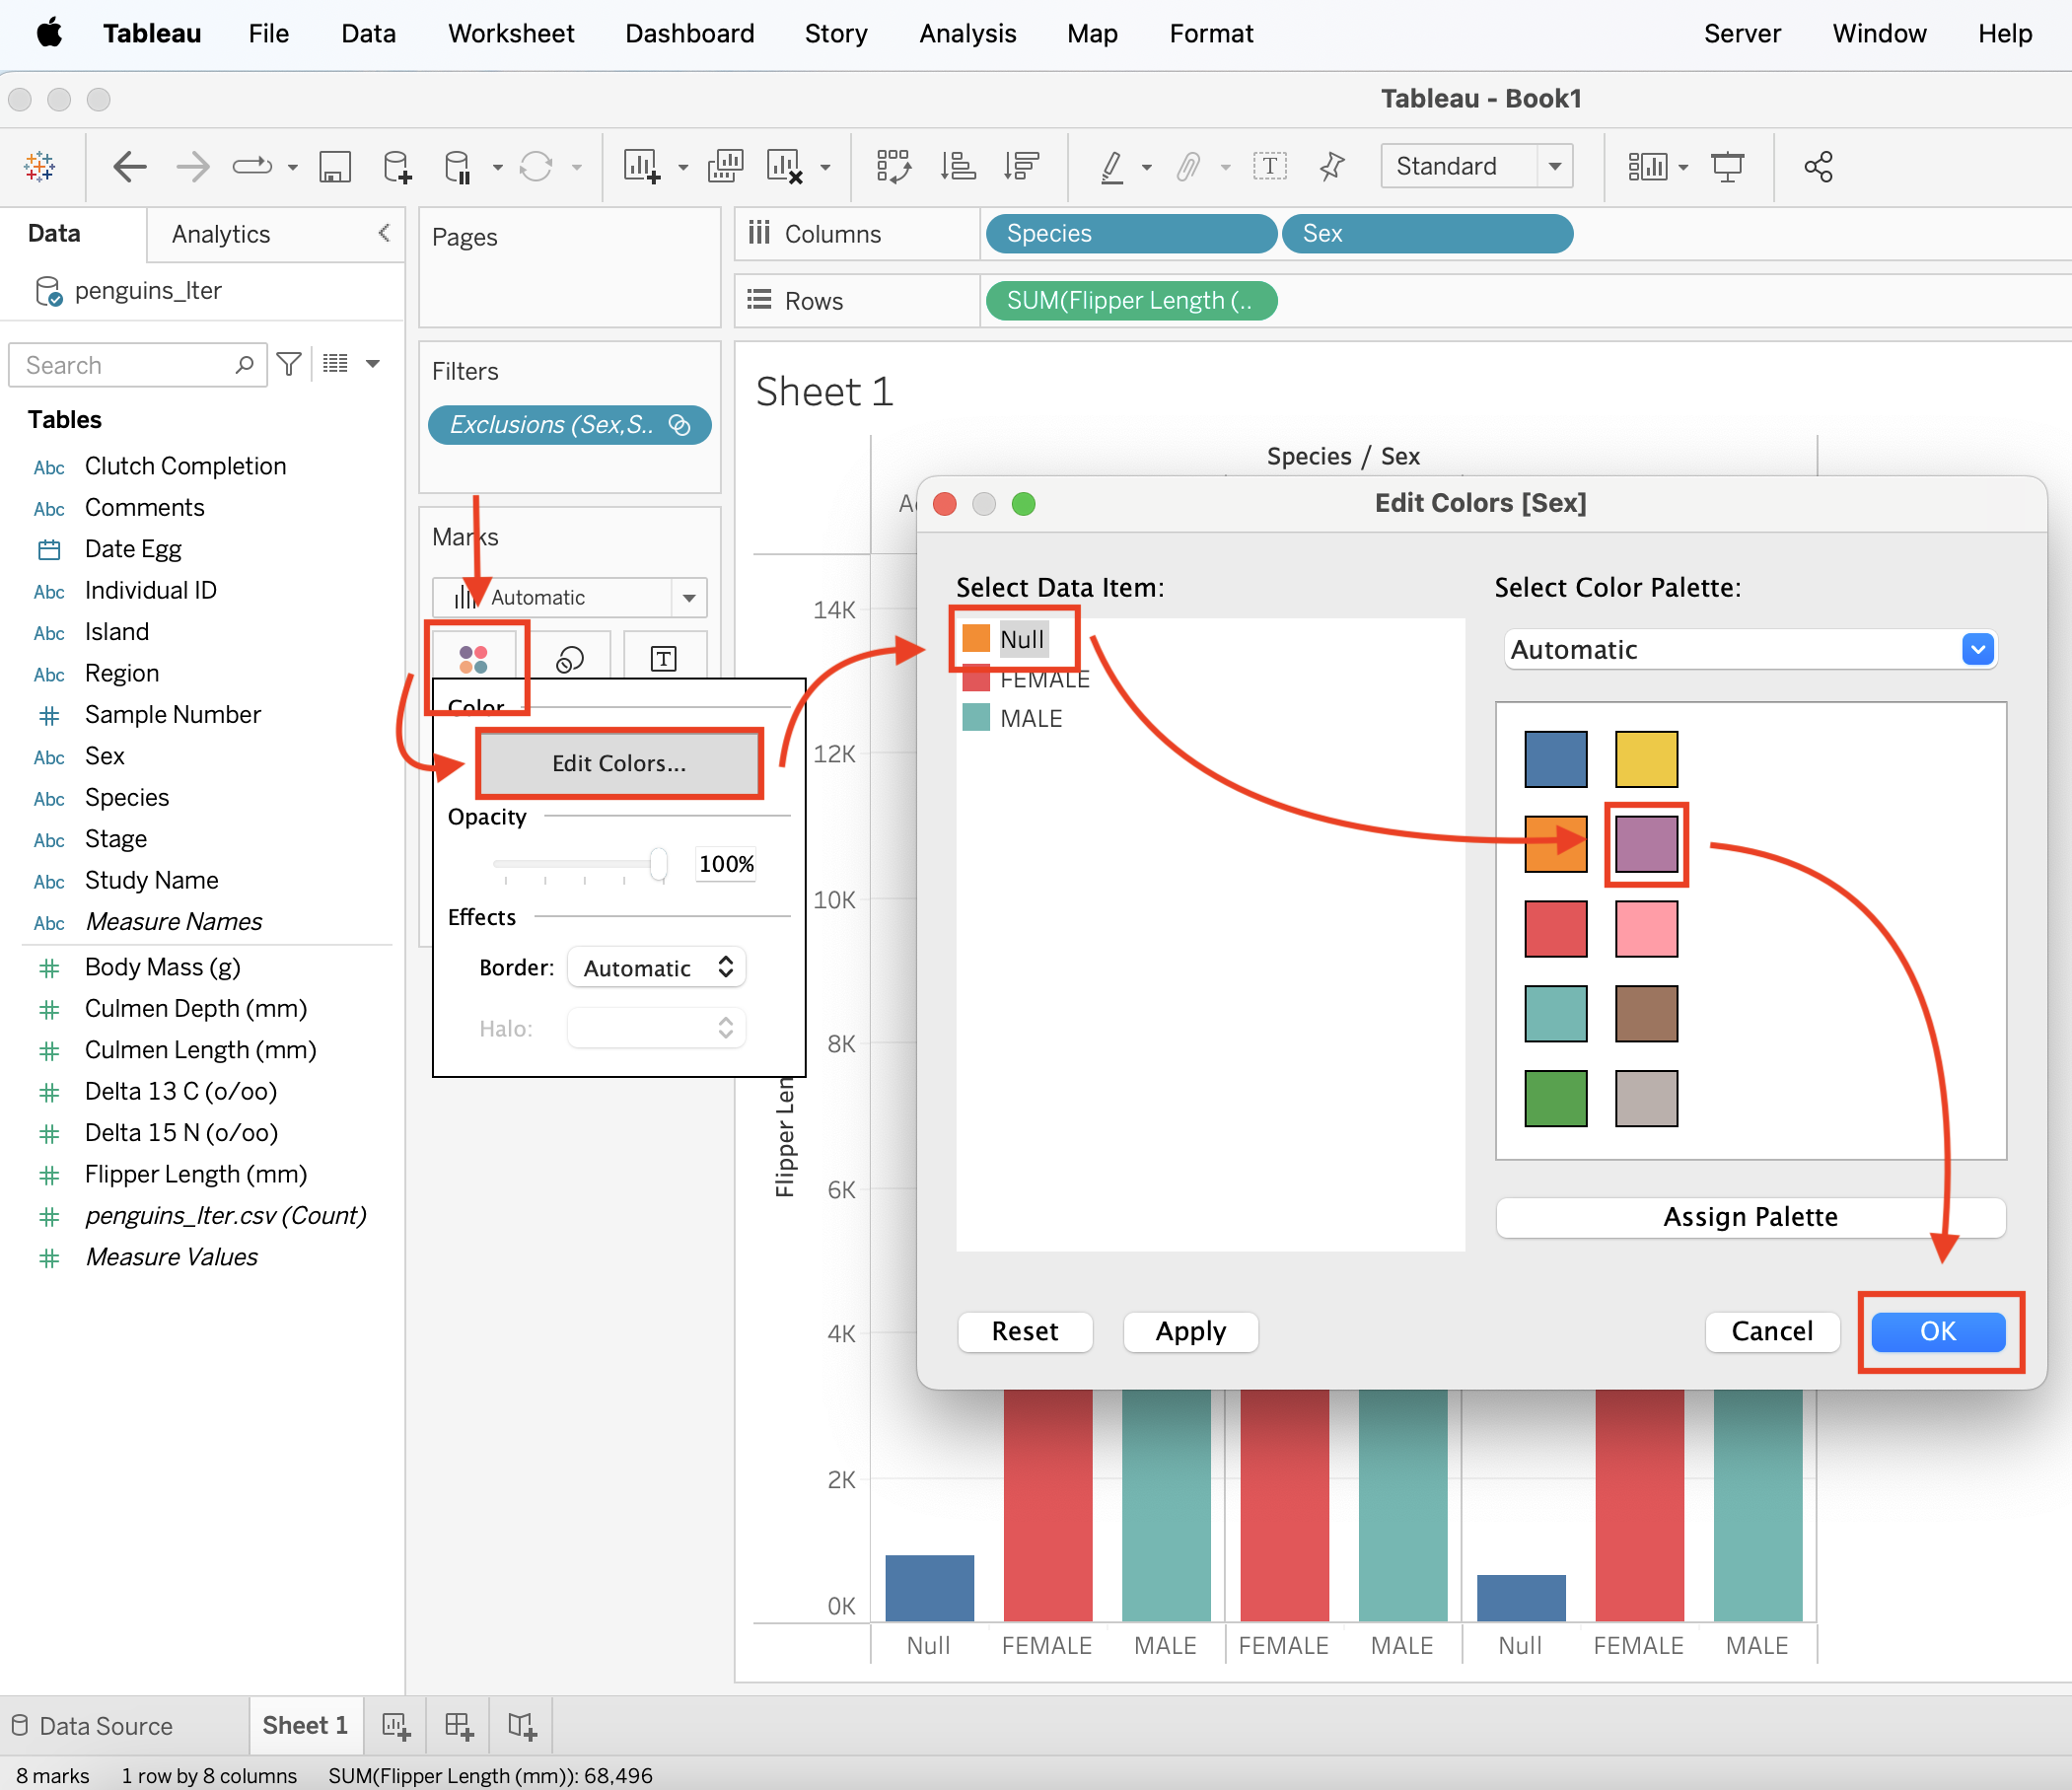 Tableau File Data Worksheet Dashboard Story Analysis Map Format Server Window Help
Tableau - Book1
Standard
Data Analytics
penguins_lter
Search
Tables
Abc Clutch Completion
Abc Comments
Date Egg
Abc Individual ID
Abc Island
Abc Region
Sample Number
Abc Sex
Abc Species
Abc Stage
Abc Study Name
Abc Measure Names
Body Mass (g)
Culmen Depth (mm)
Culmen Length (mm)
Delta 13 C (o/oo)
Delta 15 N (o/oo)
Flipper Length (mm)
penguins_lter.csv (Count)
Measure Values
Pages
Filters
Exclusions (Sex,S..
Marks
Automatic
Color
Edit Colors...
Opacity
100%
Effects
Border: Automatic
Halo:
Columns Species Sex
Rows SUM(Flipper Length (..
Sheet 1
Species / Sex
14K
12K
10K
8K
6K
4K
2K
0K
Flipper Len
Null FEMALE MALE FEMALE MALE Null FEMALE MALE
Edit Colors [Sex]
Select Data Item:
Null
FEMALE
MALE
Select Color Palette:
Automatic
Assign Palette
Reset Apply Cancel OK
Data Source Sheet 1
8 marks 1 row by 8 columns SUM(Flipper Length (mm)): 68,496